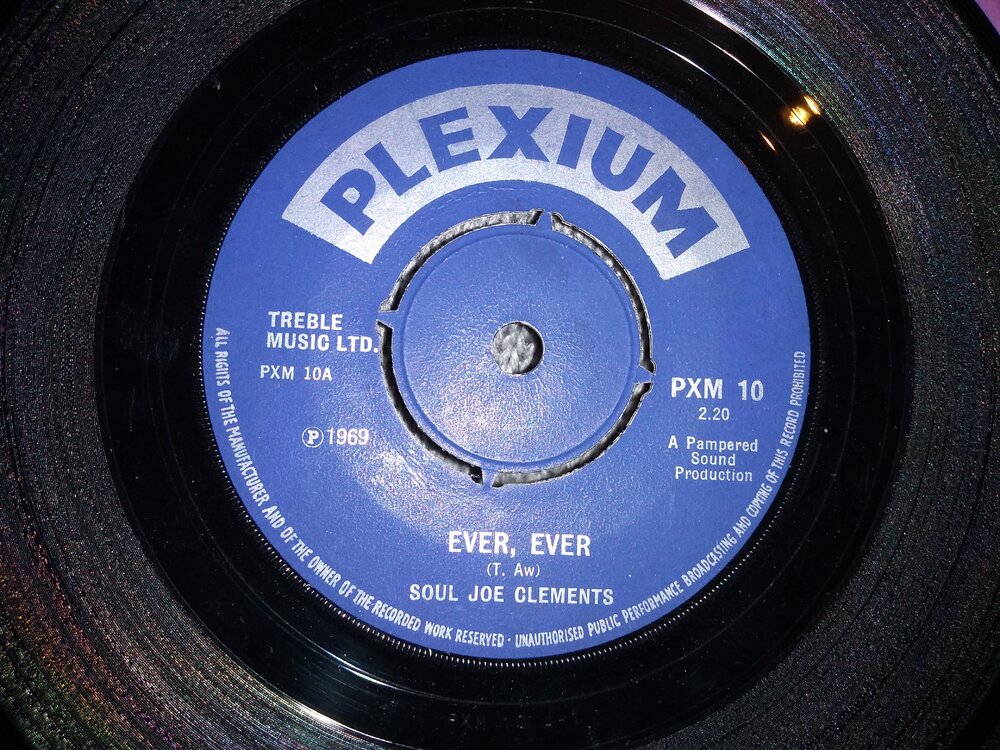 PLEXIUM
TREBLE
MUSIC LTD.
PXM 10A
℗ 1969
PXM 10
2.20
A Pampered
Sound
Production
EVER, EVER
(T. Aw)
SOUL JOE CLEMENTS
ALL RIGHTS OF THE MANUFACTURER AND OF THE OWNER OF THE RECORDED WORK RESERVED · UNAUTHORISED PUBLIC PERFORMANCE BROADCASTING AND COPYING OF THIS RECORD PROHIBITED